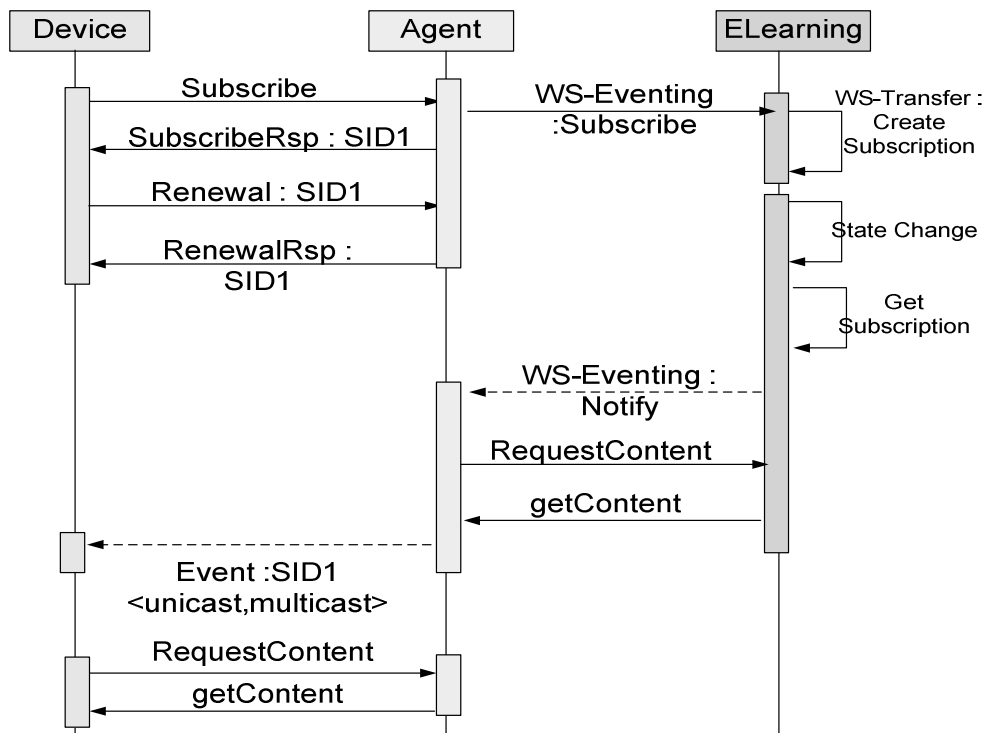 Device
Agent
ELearning
Subscribe
WS-Eventing
:Subscribe
WS-Transfer :
Create
Subscription
SubscribeRsp : SID1
Renewal : SID1
State Change
RenewalRsp :
SID1
Get
Subscription
WS-Eventing :
Notify
RequestContent
getContent
Event :SID1
<unicast,multicast>
RequestContent
getContent